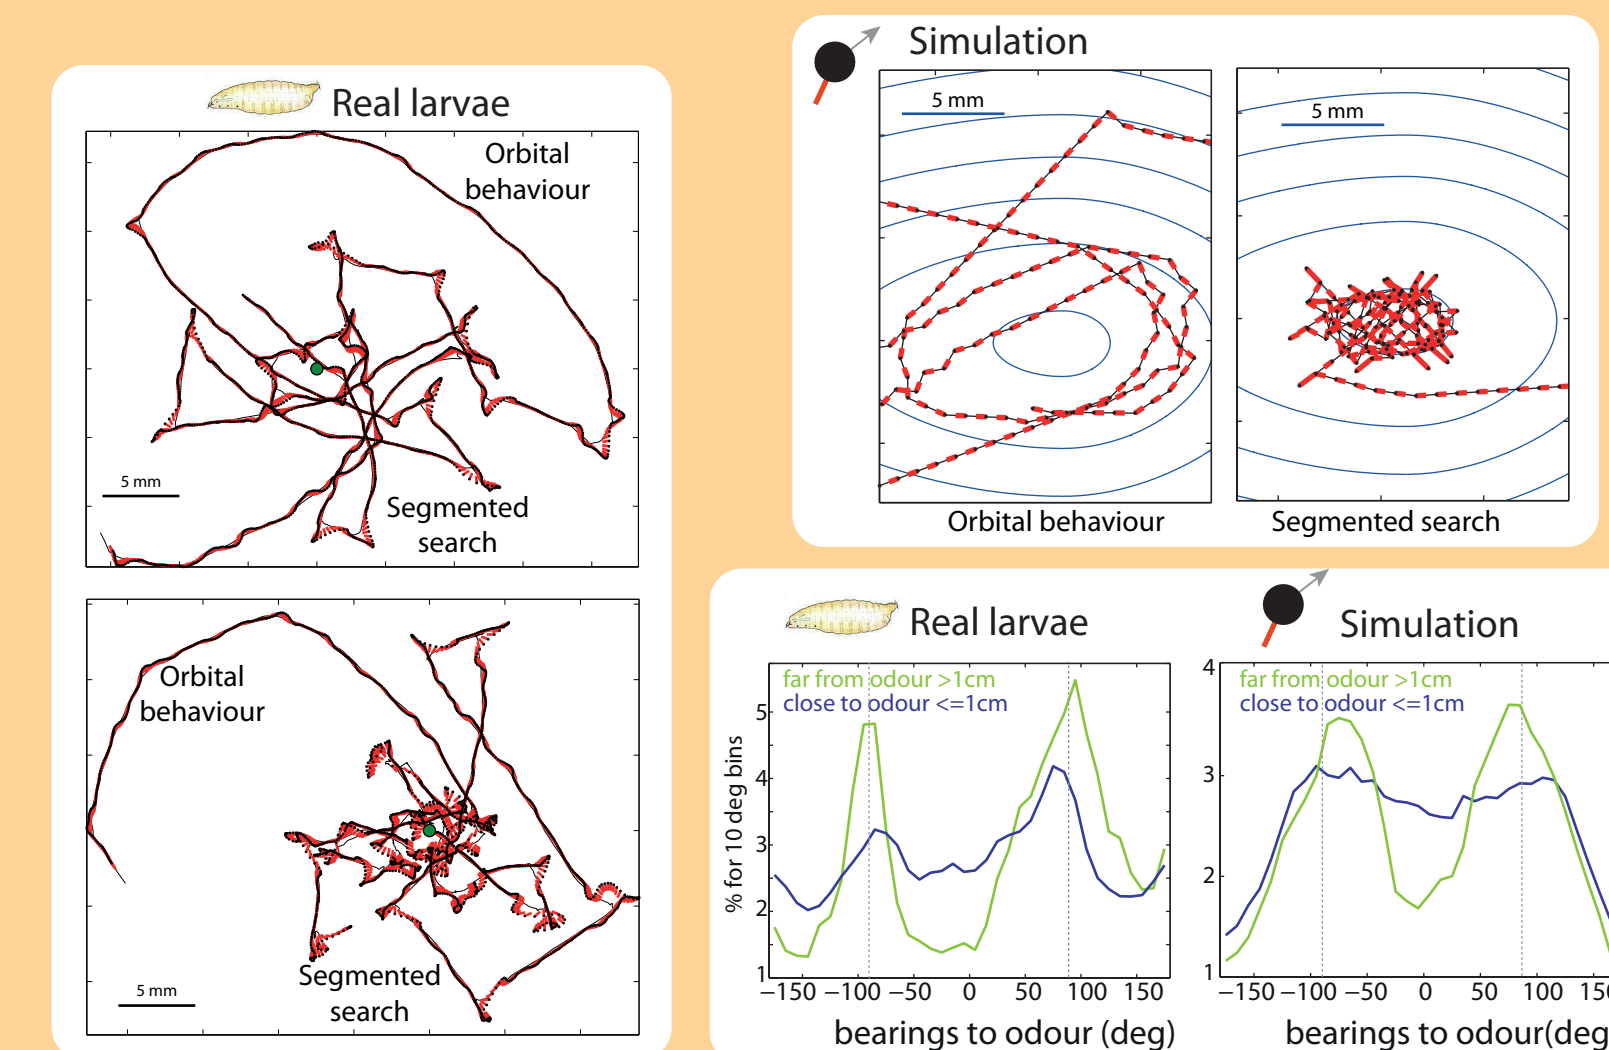 Real larvae
Orbital
behaviour
5 mm
Segmented
search
Orbital
behaviour
Segmented
search
5 mm
Simulation
5 mm
5 mm
Orbital behaviour
Segmented search
Real larvae
far from odour >1cm
close to odour <=1cm
% for 10 deg bins
5
4
3
2
1
−150 −100 −50 0 50 100 150
bearings to odour (deg)
Simulation
far from odour >1cm
close to odour <=1cm
4
3
2
1
−150 −100 −50 0 50 100 150
bearings to odour(deg